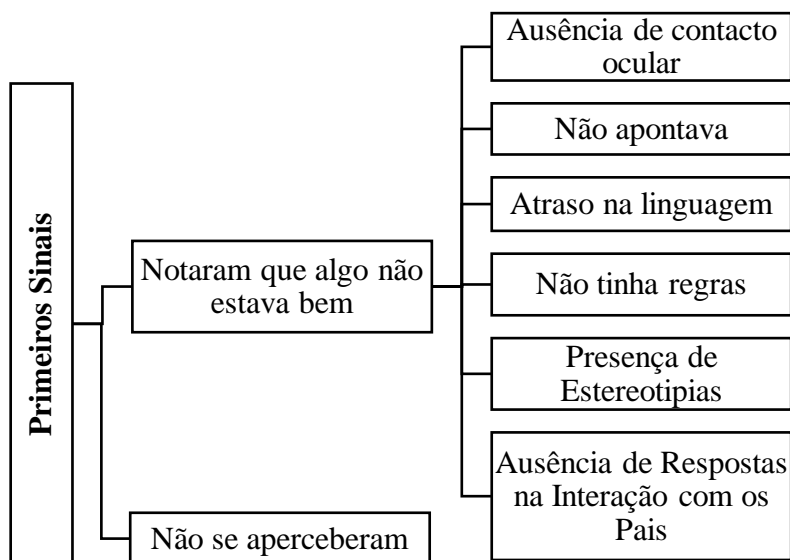 Primeiros Sinais
Notaram que algo não
estava bem
Ausência de contacto
ocular
Não apontava
Atraso na linguagem
Não tinha regras
Presença de
Estereotipias
Ausência de Respostas
na Interação com os
Pais
Não se aperceberam